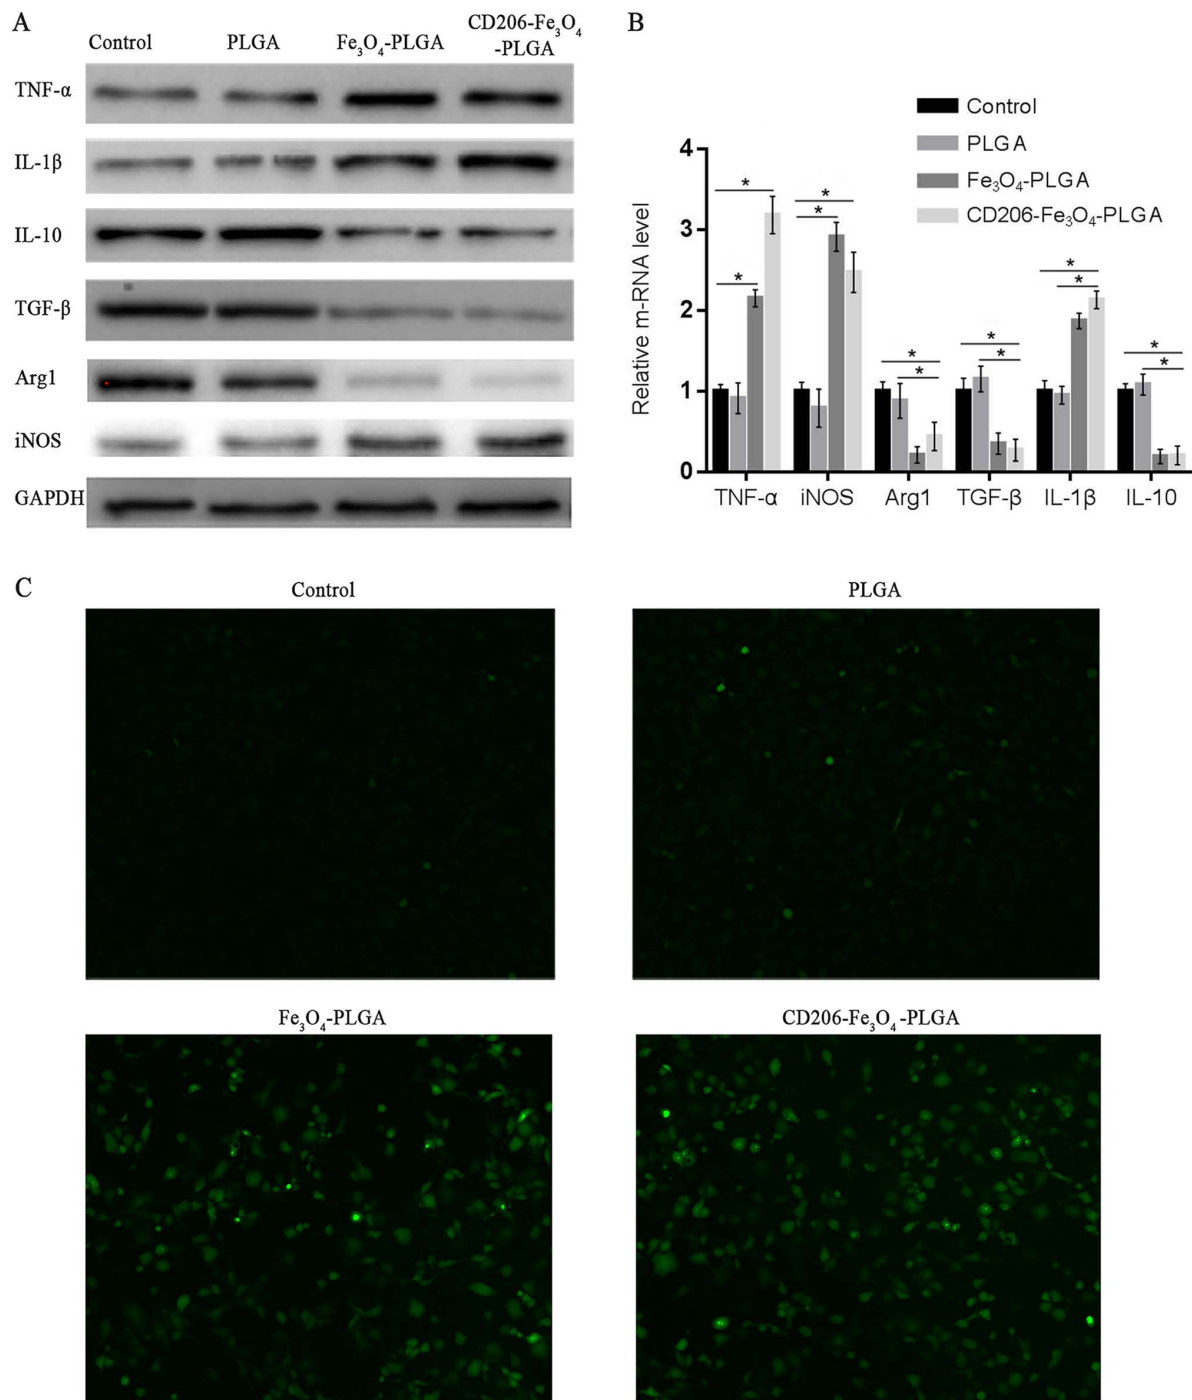 A
Control PLGA Fe₃O₄-PLGA CD206-Fe₃O₄
-PLGA
TNF-α
IL-1β
IL-10
TGF-β
Arg1
iNOS
GAPDH
B
Control
PLGA
Fe₃O₄-PLGA
CD206-Fe₃O₄-PLGA
Relative m-RNA level
4
3
2
1
0
* * * * * * * * * * * *
TNF-α iNOS Arg1 TGF-β IL-1β IL-10
C
Control PLGA
Fe₃O₄-PLGA CD206-Fe₃O₄ -PLGA